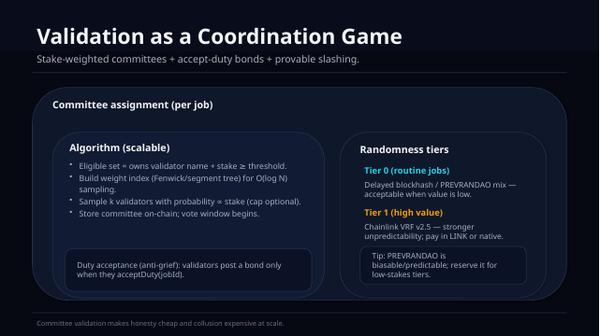 Validation as a Coordination Game
Stake-weighted committees + accept-duty bonds + provable slashing.
Committee assignment (per job)
Algorithm (scalable)
• Eligible set = owns validator name + stake ≥ threshold.
• Build weight index (Fenwick/segment tree) for O(log N)
sampling.
• Sample k validators with probability ∝ stake (cap optional).
• Store committee on-chain; vote window begins.
Duty acceptance (anti-grief): validators post a bond only
when they acceptDuty(jobId).
Randomness tiers
Tier 0 (routine jobs)
Delayed blockhash / PREVRANDAO mix —
acceptable when value is low.
Tier 1 (high value)
Chainlink VRF v2.5 — stronger
unpredictability; pay in LINK or native.
Tip: PREVRANDAO is
biasable/predictable; reserve it for
low-stakes tiers.
Committee validation makes honesty cheap and collusion expensive at scale.